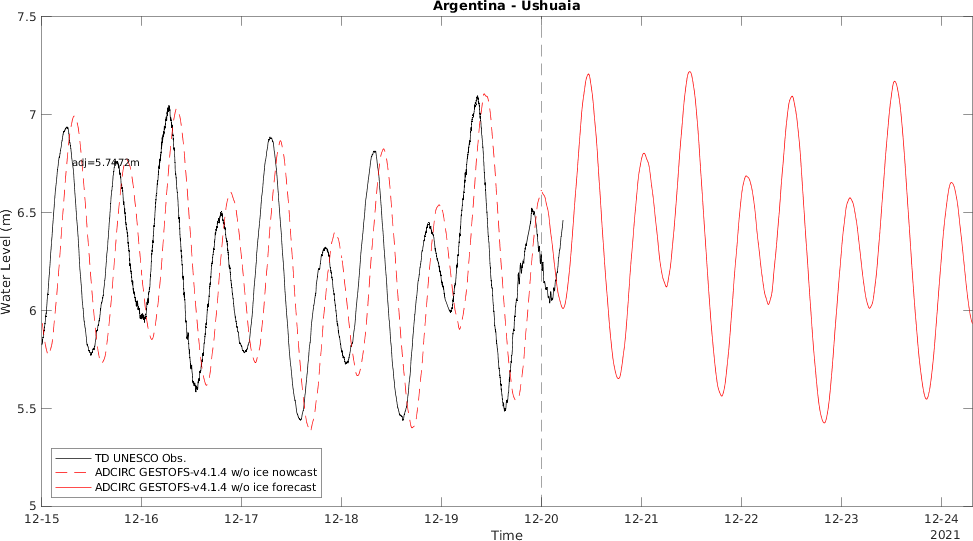 Argentina - Ushuaia
7.5
7
6.5
6
5.5
5
Water Level (m)
adj=5.7472m
TD UNESCO Obs.
ADCIRC GESTOFS-v4.1.4 w/o ice nowcast
ADCIRC GESTOFS-v4.1.4 w/o ice forecast
12-15 12-16 12-17 12-18 12-19 12-20 12-21 12-22 12-23 12-24
Time
2021